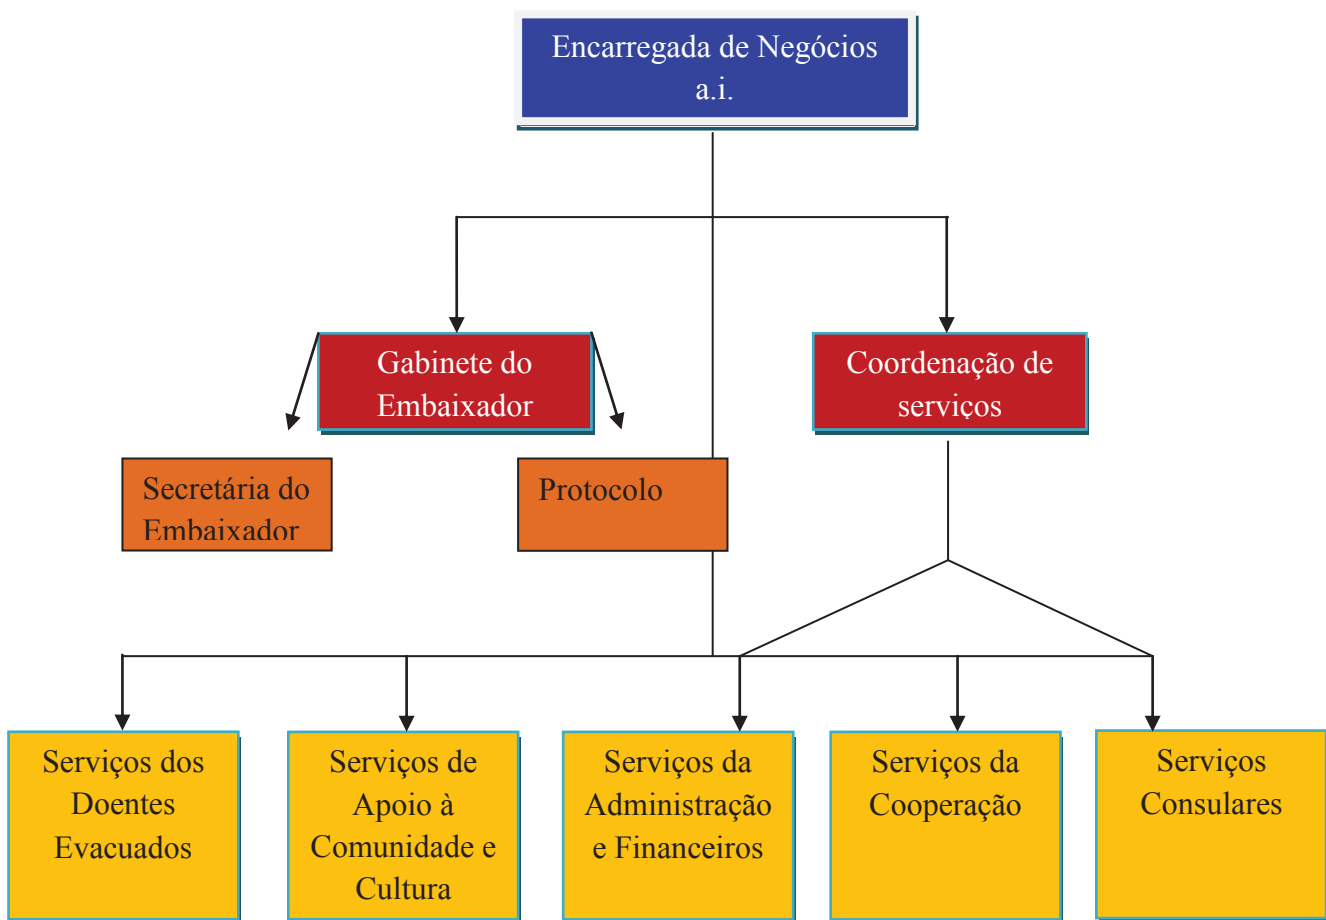 Encarregada de Negócios
a.i.
Gabinete do
Embaixador
Coordenação de
serviços
Secretária do
Embaixador
Protocolo
Serviços dos
Doentes
Evacuados
Serviços de
Apoio à
Comunidade e
Cultura
Serviços da
Administração
e Financeiros
Serviços da
Cooperação
Serviços
Consulares